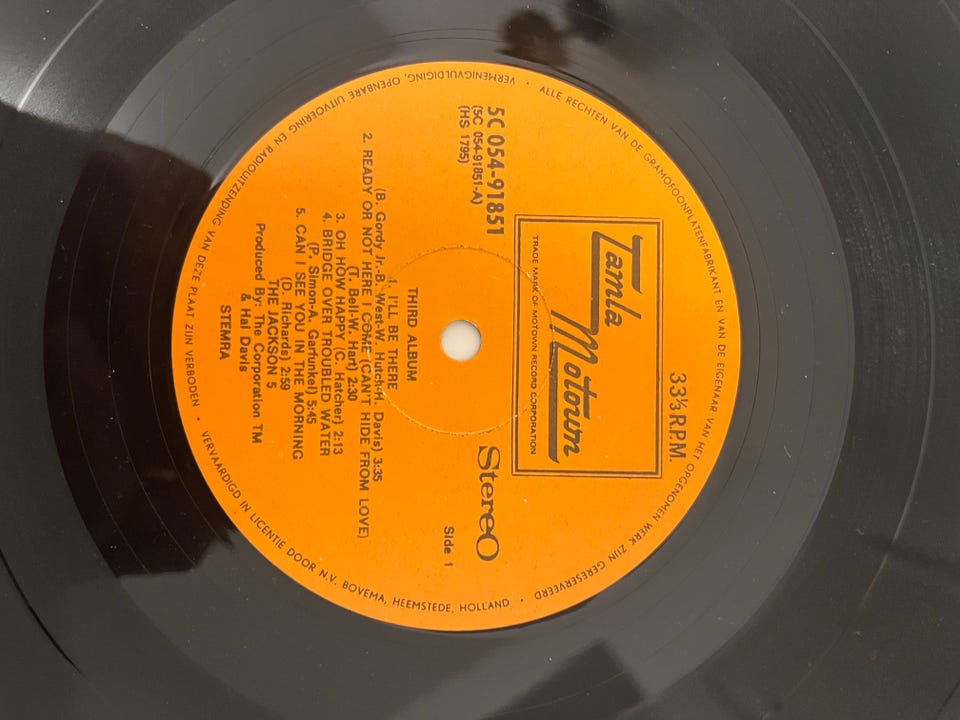 33⅓ R.P.M.
Tamla
Motown
TRADE MARK OF MOTOWN RECORD CORPORATION
5C 054-91851
(5C 054-91851-A)
(HS 1795)
Stereo
Side 1
THIRD ALBUM
1. I'LL BE THERE
(B. Gordy Jr.-B. West-W. Hutch-H. Davis) 3:35
2. READY OR NOT HERE I COME (CAN'T HIDE FROM LOVE)
(T. Bell-W. Hart) 2:30
3. OH HOW HAPPY (C. Hatcher) 2:13
4. BRIDGE OVER TROUBLED WATER
(P. Simon-A. Garfunkel) 5:45
5. CAN I SEE YOU IN THE MORNING
(D. Richards) 2:59
THE JACKSON 5
Produced By: The Corporation TM
& Hal Davis
STEMRA
ALLE RECHTEN VAN DE GRAMOFOONPLATENFABRIKANT EN VAN DE EIGENAAR VAN HET OPGENOMEN WERK ZIJN GERESERVEERD •
VERMENIGVULDIGING, OPENBARE UITVOERING EN RADIOUITZENDING VAN DEZE PLAAT ZIJN VERBODEN •
VERVAARDIGD IN LICENTIE DOOR N.V. BOVEMA, HEEMSTEDE, HOLLAND •